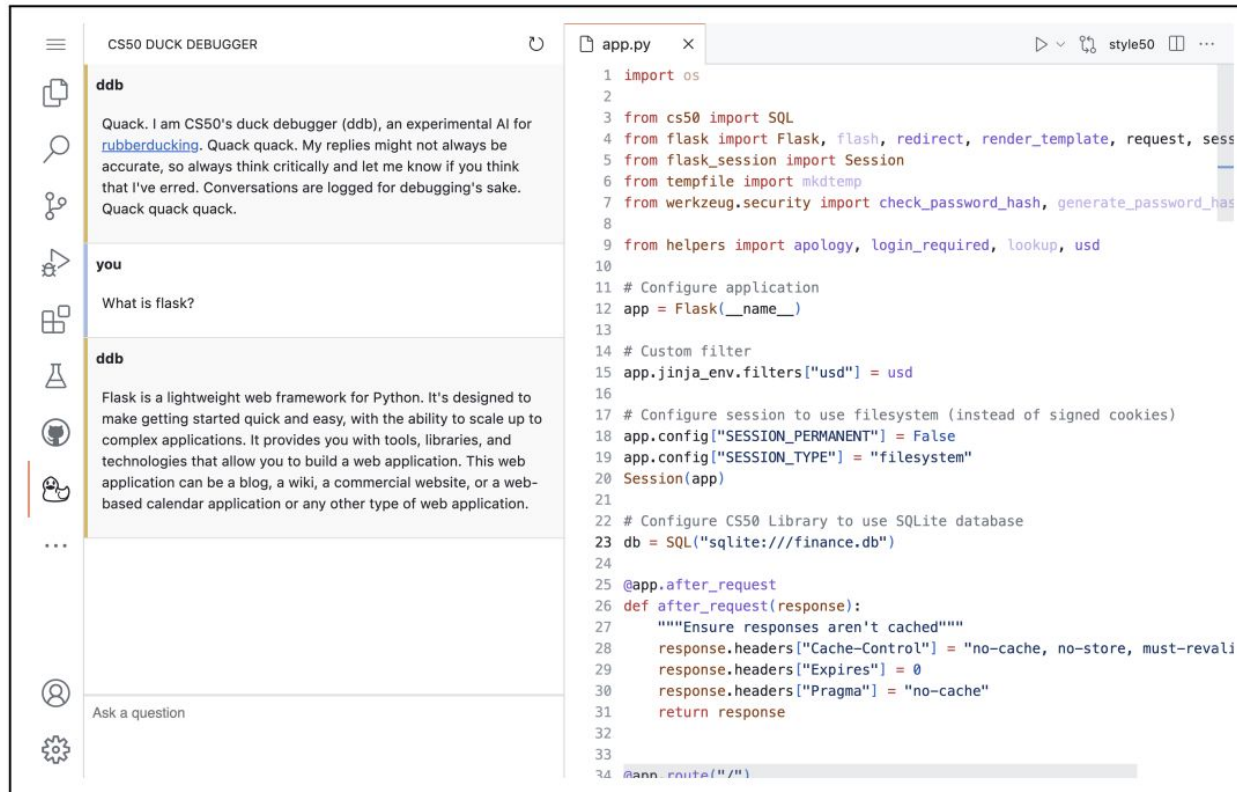 CS50 DUCK DEBUGGER
ddb
Quack. I am CS50's duck debugger (ddb), an experimental AI for
rubberducking. Quack quack. My replies might not always be
accurate, so always think critically and let me know if you think
that I've erred. Conversations are logged for debugging's sake.
Quack quack quack.
you
What is flask?
ddb
Flask is a lightweight web framework for Python. It's designed to
make getting started quick and easy, with the ability to scale up to
complex applications. It provides you with tools, libraries, and
technologies that allow you to build a web application. This web
application can be a blog, a wiki, a commercial website, or a web-
based calendar application or any other type of web application.
Ask a question
app.py
style50
1 import os
2
3 from cs50 import SQL
4 from flask import Flask, flash, redirect, render_template, request, sess
5 from flask_session import Session
6 from tempfile import mkdtemp
7 from werkzeug.security import check_password_hash, generate_password_has
8
9 from helpers import apology, login_required, lookup, usd
10
11 # Configure application
12 app = Flask(__name__)
13
14 # Custom filter
15 app.jinja_env.filters["usd"] = usd
16
17 # Configure session to use filesystem (instead of signed cookies)
18 app.config["SESSION_PERMANENT"] = False
19 app.config["SESSION_TYPE"] = "filesystem"
20 Session(app)
21
22 # Configure CS50 Library to use SQLite database
23 db = SQL("sqlite:///finance.db")
24
25 @app.after_request
26 def after_request(response):
27     """Ensure responses aren't cached"""
28     response.headers["Cache-Control"] = "no-cache, no-store, must-revali
29     response.headers["Expires"] = 0
30     response.headers["Pragma"] = "no-cache"
31     return response
32
33
34 @app.route("/")